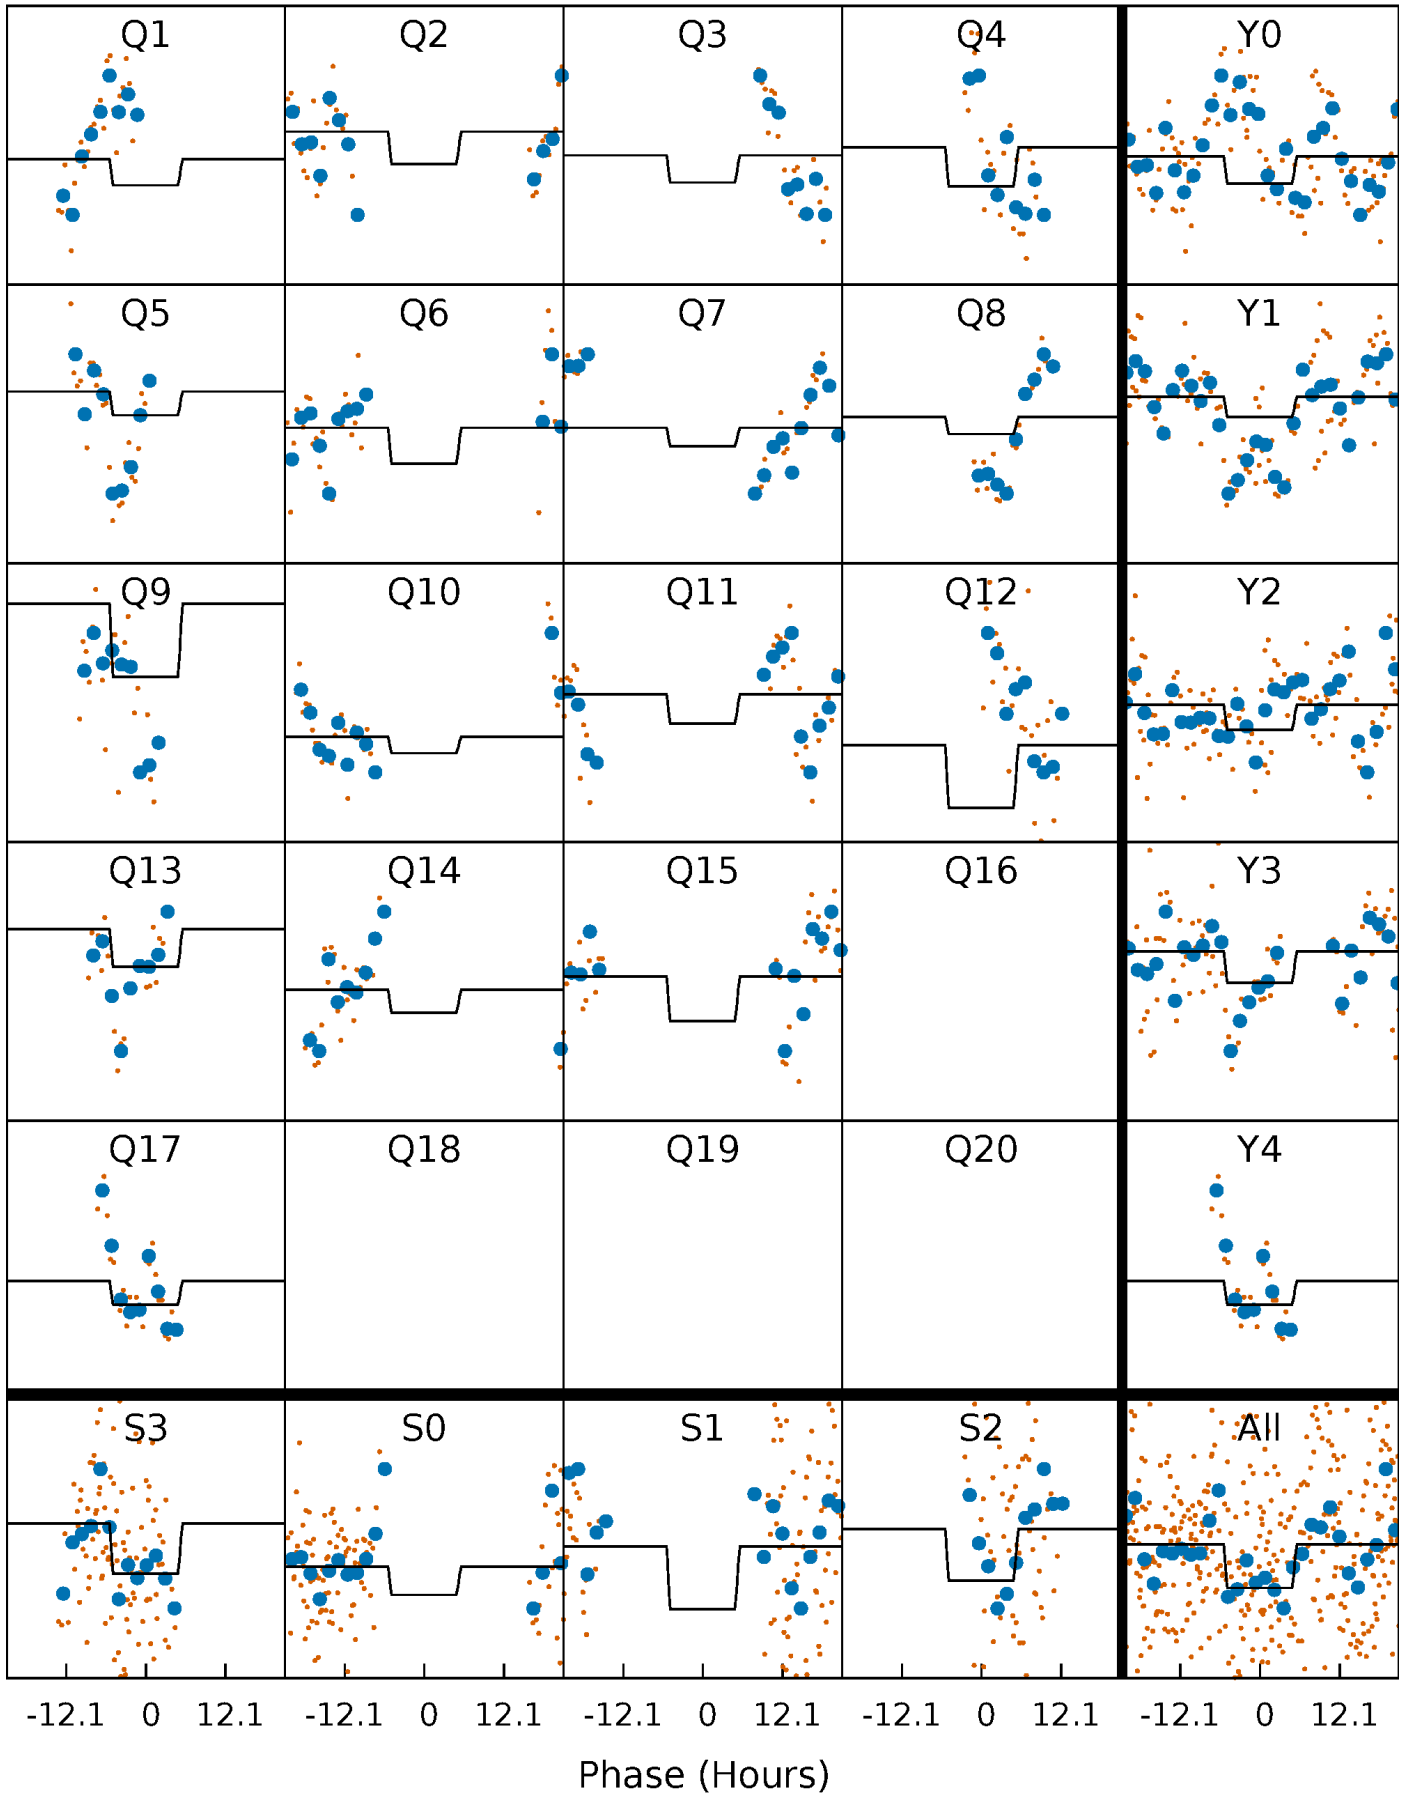 Q1 Q2 Q3 Q4 Y0
Q5 Q6 Q7 Q8 Y1
Q9 Q10 Q11 Q12 Y2
Q13 Q14 Q15 Q16 Y3
Q17 Q18 Q19 Q20 Y4
S3 S0 S1 S2 All
-12.1 0 12.1 -12.1 0 12.1 -12.1 0 12.1 -12.1 0 12.1 -12.1 0 12.1
Phase (Hours)